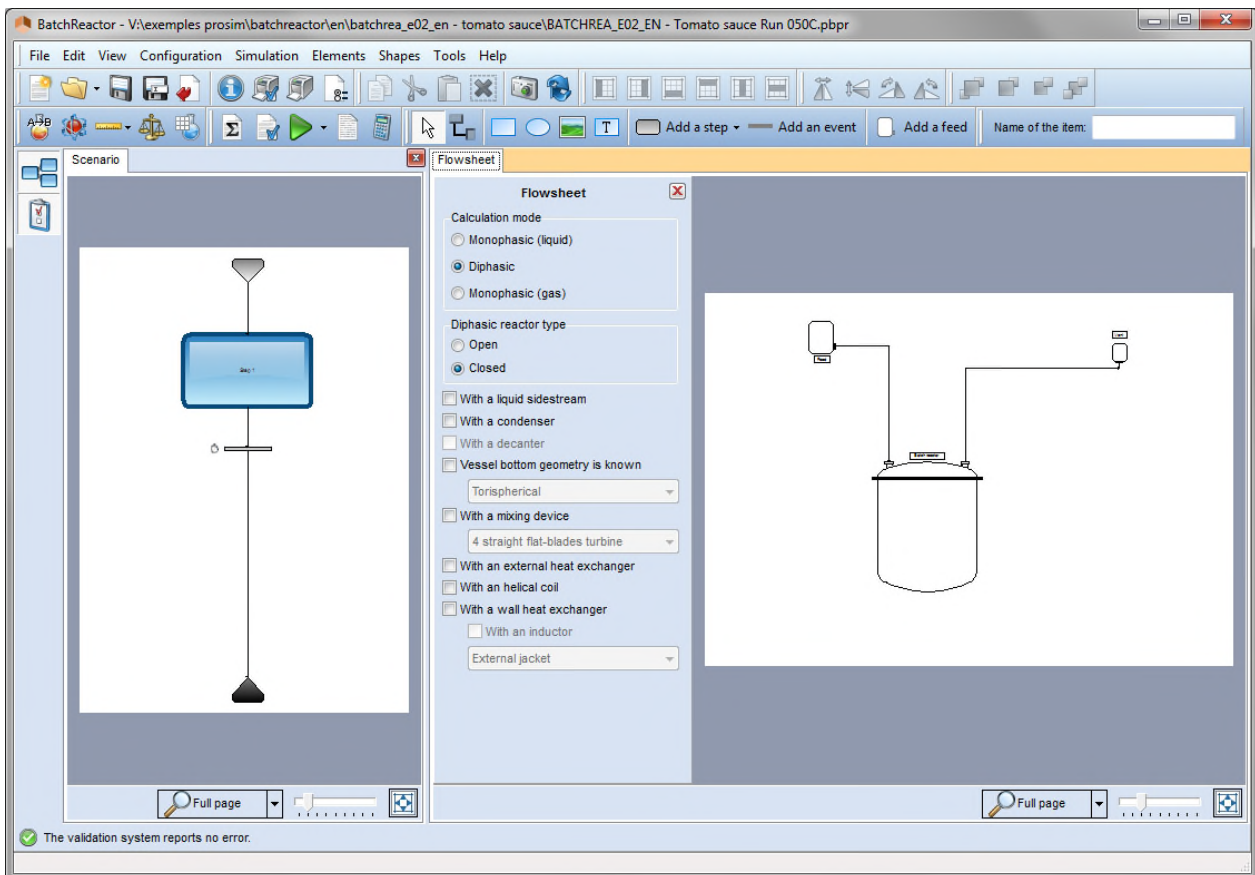 BatchReactor - V:\exemples prosim\batchreactor\en\batchrea_e02_en - tomato sauce\BATCHREA_E02_EN - Tomato sauce Run 050C.pbpr
File Edit View Configuration Simulation Elements Shapes Tools Help
Add a step Add an event Add a feed Name of the item:
Scenario
Flowsheet
Flowsheet
Calculation mode
Monophasic (liquid)
Diphasic
Monophasic (gas)
Diphasic reactor type
Open
Closed
With a liquid sidestream
With a condenser
With a decanter
Vessel bottom geometry is known
Torispherical
With a mixing device
4 straight flat-blades turbine
With an external heat exchanger
With an helical coil
With a wall heat exchanger
With an inductor
External jacket
Full page
Full page
The validation system reports no error.